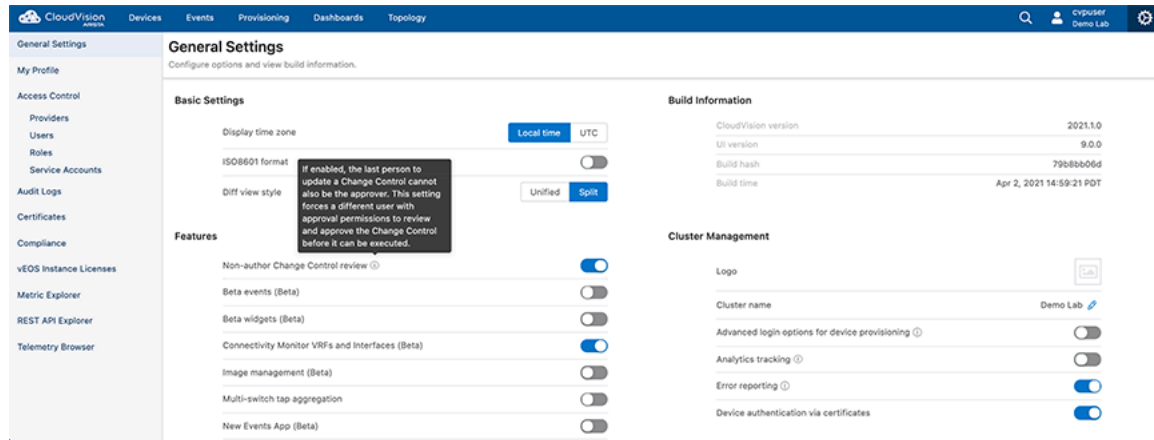 CloudVision
ARISTA
Devices
Events
Provisioning
Dashboards
Topology
cvpuser
Demo Lab
General Settings
My Profile
Access Control
Providers
Users
Roles
Service Accounts
Audit Logs
Certificates
Compliance
vEOS Instance Licenses
Metric Explorer
REST API Explorer
Telemetry Browser
General Settings
Configure options and view build information.
Basic Settings
Display time zone
Local time
UTC
ISO8601 format
Diff view style
Unified
Split
If enabled, the last person to
update a Change Control cannot
also be the approver. This setting
forces a different user with
approval permissions to review
and approve the Change Control
before it can be executed.
Features
Non-author Change Control review
Beta events (Beta)
Beta widgets (Beta)
Connectivity Monitor VRFs and Interfaces (Beta)
Image management (Beta)
Multi-switch tap aggregation
New Events App (Beta)
Build Information
CloudVision version 2021.1.0
UI version 9.0.0
Build hash 79b8bb06d
Build time Apr 2, 2021 14:59:21 PDT
Cluster Management
Logo
Cluster name Demo Lab
Advanced login options for device provisioning
Analytics tracking
Error reporting
Device authentication via certificates